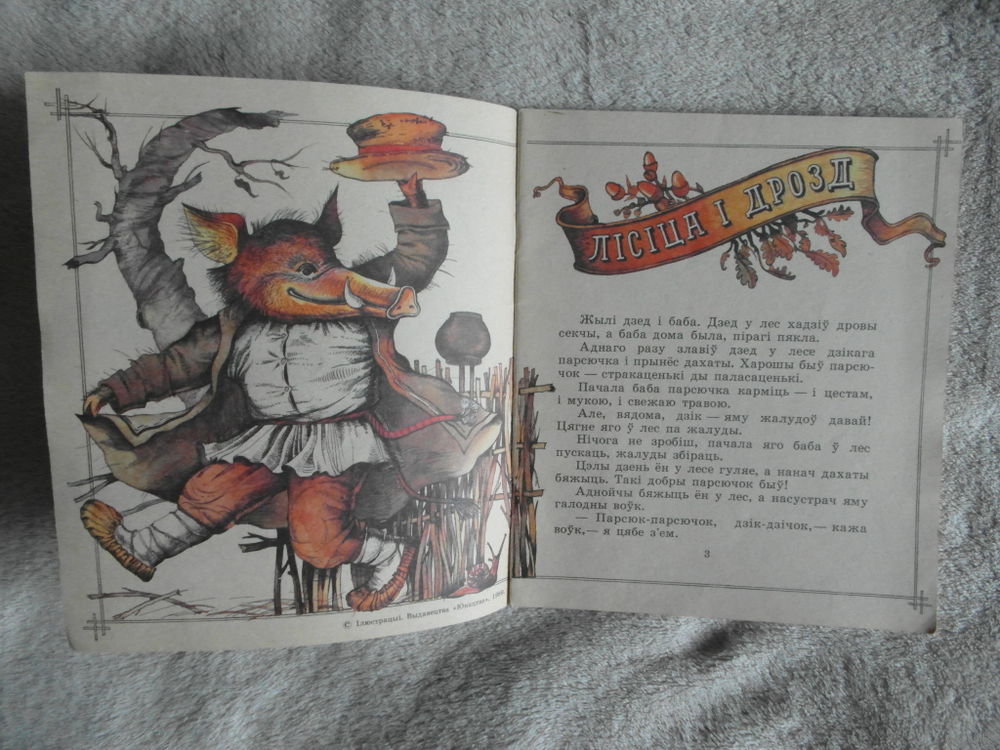 © Ілюстрацыі. Выдавецтва «Юнацтва»,
ЛІСІЦА І ДРОЗД
Жылі дзед і баба. Дзед у лес хадзіў дровы
секчы, а баба дома была, пірагі пякла.
Аднаго разу злавіў дзед у лесе дзікага
парсючка і прынёс дахаты. Харошы быў парсю-
чок — стракаценькі ды паласаценькі.
Пачала баба парсючка карміць — і цестам,
і мукою, і свежаю травою.
Але, вядома, дзік — яму жалудоў давай!
Цягне яго ў лес па жалуды.
Нічога не зробіш, пачала яго баба ў лес
пускаць, жалуды збіраць.
Цэлы дзень ён у лесе гуляе, а нанач дахаты
бяжыць. Такі добры парсючок быў!
Аднойчы бяжыць ён у лес, а насустрач яму
галодны воўк.
— Парсюк-парсючок, дзік-дзічок,— кажа
воўк,— я цябе з'ем.
3